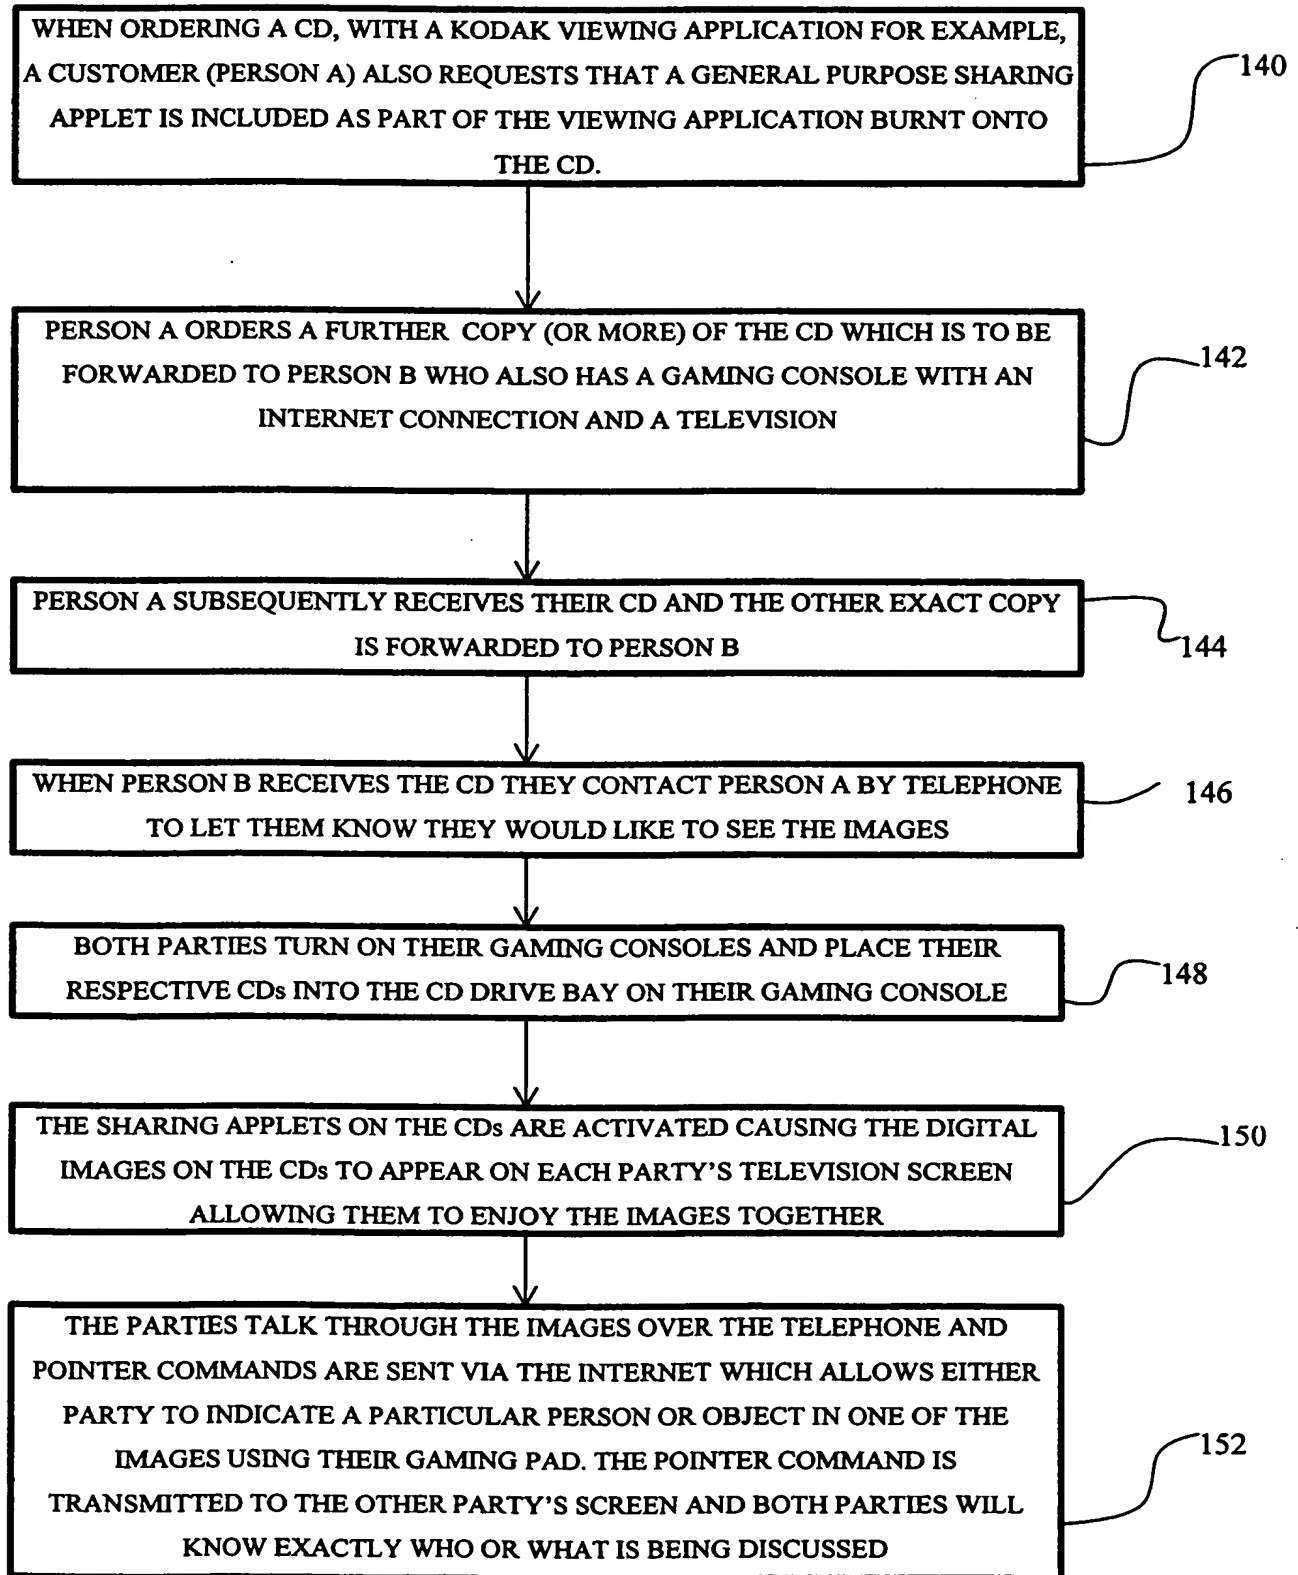 WHEN ORDERING A CD, WITH A KODAK VIEWING APPLICATION FOR EXAMPLE,
A CUSTOMER (PERSON A) ALSO REQUESTS THAT A GENERAL PURPOSE SHARING
APPLET IS INCLUDED AS PART OF THE VIEWING APPLICATION BURNT ONTO
THE CD.
140
PERSON A ORDERS A FURTHER COPY (OR MORE) OF THE CD WHICH IS TO BE
FORWARDED TO PERSON B WHO ALSO HAS A GAMING CONSOLE WITH AN
INTERNET CONNECTION AND A TELEVISION
142
PERSON A SUBSEQUENTLY RECEIVES THEIR CD AND THE OTHER EXACT COPY
IS FORWARDED TO PERSON B
144
WHEN PERSON B RECEIVES THE CD THEY CONTACT PERSON A BY TELEPHONE
TO LET THEM KNOW THEY WOULD LIKE TO SEE THE IMAGES
146
BOTH PARTIES TURN ON THEIR GAMING CONSOLES AND PLACE THEIR
RESPECTIVE CDs INTO THE CD DRIVE BAY ON THEIR GAMING CONSOLE
148
THE SHARING APPLETS ON THE CDs ARE ACTIVATED CAUSING THE DIGITAL
IMAGES ON THE CDs TO APPEAR ON EACH PARTY'S TELEVISION SCREEN
ALLOWING THEM TO ENJOY THE IMAGES TOGETHER
150
THE PARTIES TALK THROUGH THE IMAGES OVER THE TELEPHONE AND
POINTER COMMANDS ARE SENT VIA THE INTERNET WHICH ALLOWS EITHER
PARTY TO INDICATE A PARTICULAR PERSON OR OBJECT IN ONE OF THE
IMAGES USING THEIR GAMING PAD. THE POINTER COMMAND IS
TRANSMITTED TO THE OTHER PARTY'S SCREEN AND BOTH PARTIES WILL
KNOW EXACTLY WHO OR WHAT IS BEING DISCUSSED
152